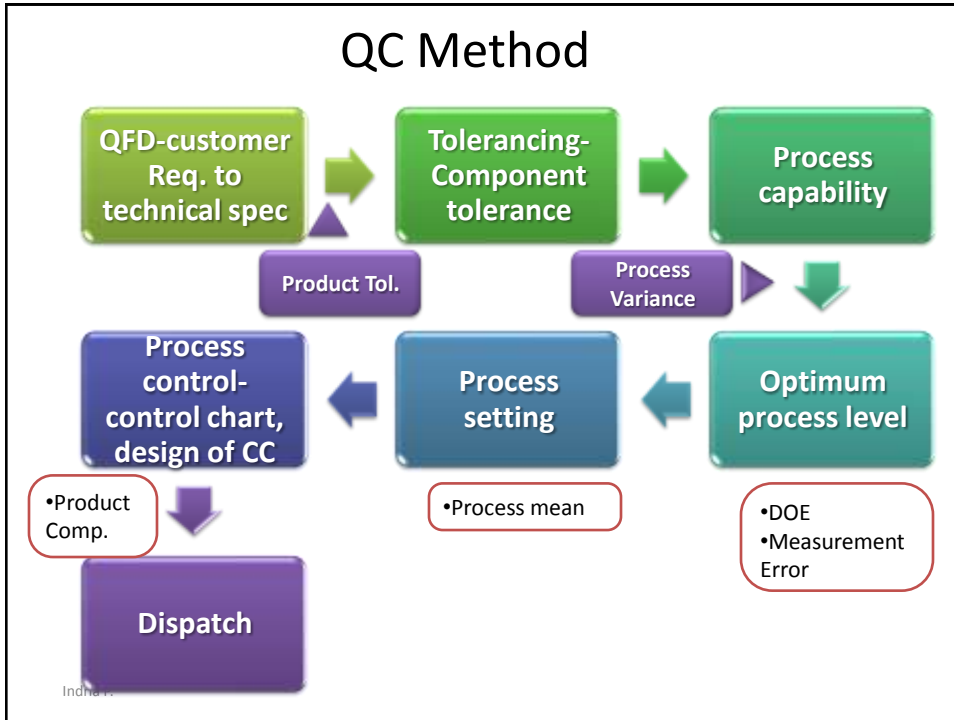 QC Method
QFD-customer
Req. to
technical spec
Tolerancing-
Component
tolerance
Process
capability
Product Tol.
Process
Variance
Process
control-
control chart,
design of CC
Process
setting
Optimum
process level
•Product
Comp.
•Process mean
•DOE
•Measurement
Error
Dispatch